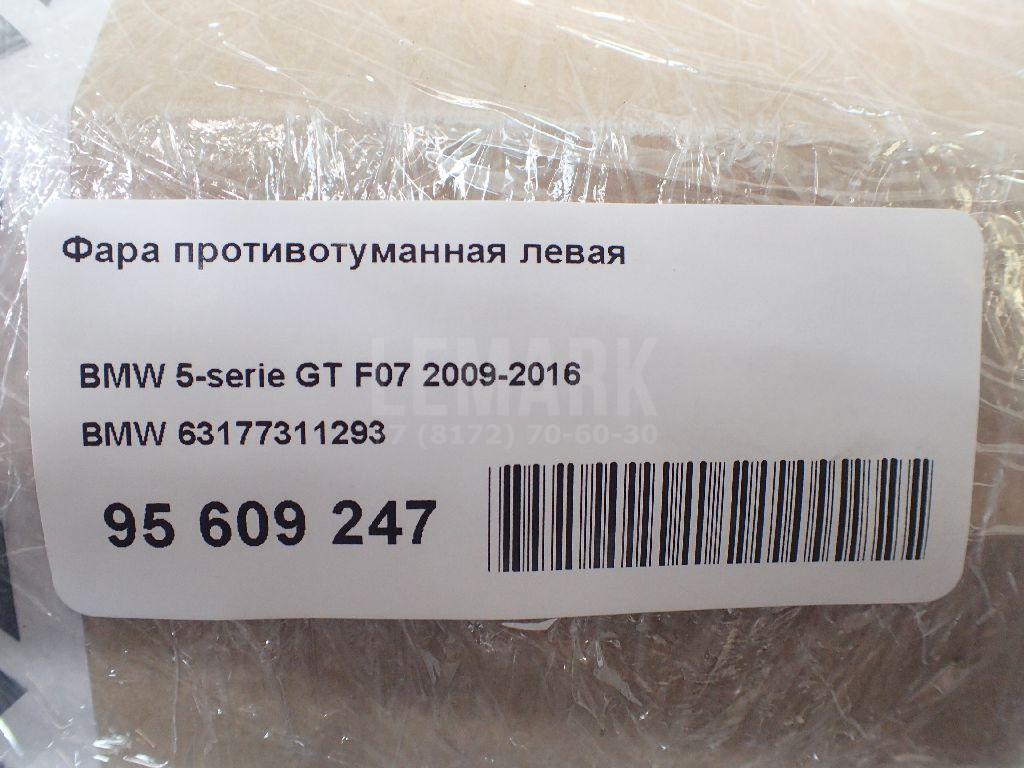 Фара противотуманная левая
BMW 5-serie GT F07 2009-2016
LEMARK
BMW 63177311293
7 (8172) 70-60-30
95 609 247